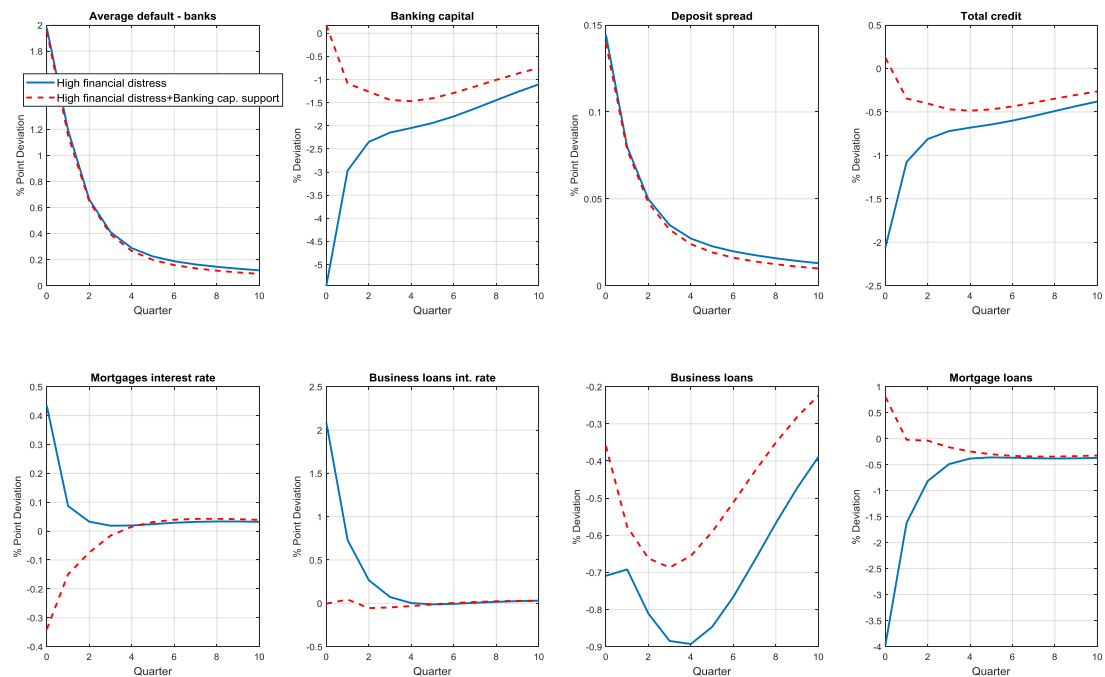 Average default - banks
2
1.8
High financial distress
High financial distress+Banking cap. support
1.2
1
0.8
0.6
0.4
0.2
0
% Point Deviation
0 2 4 6 8 10
Quarter
Banking capital
0
-0.5
-1
-1.5
-2
-2.5
-3
-3.5
-4
-4.5
-5
% Deviation
0 2 4 6 8 10
Quarter
Deposit spread
0.15
0.1
0.05
0
% Point Deviation
0 2 4 6 8 10
Quarter
Total credit
0.5
0
-0.5
-1
-1.5
-2
-2.5
% Deviation
0 2 4 6 8 10
Quarter
Mortgages interest rate
0.5
0.4
0.3
0.2
0.1
0
-0.1
-0.2
-0.3
-0.4
% Point Deviation
0 2 4 6 8 10
Quarter
Business loans int. rate
2.5
2
1.5
1
0.5
0
-0.5
% Point Deviation
0 2 4 6 8 10
Quarter
Business loans
-0.2
-0.3
-0.4
-0.5
-0.6
-0.7
-0.8
-0.9
% Deviation
0 2 4 6 8 10
Quarter
Mortgage loans
1
0.5
0
-0.5
-1
-1.5
-2
-2.5
-3
-3.5
-4
% Deviation
0 2 4 6 8 10
Quarter